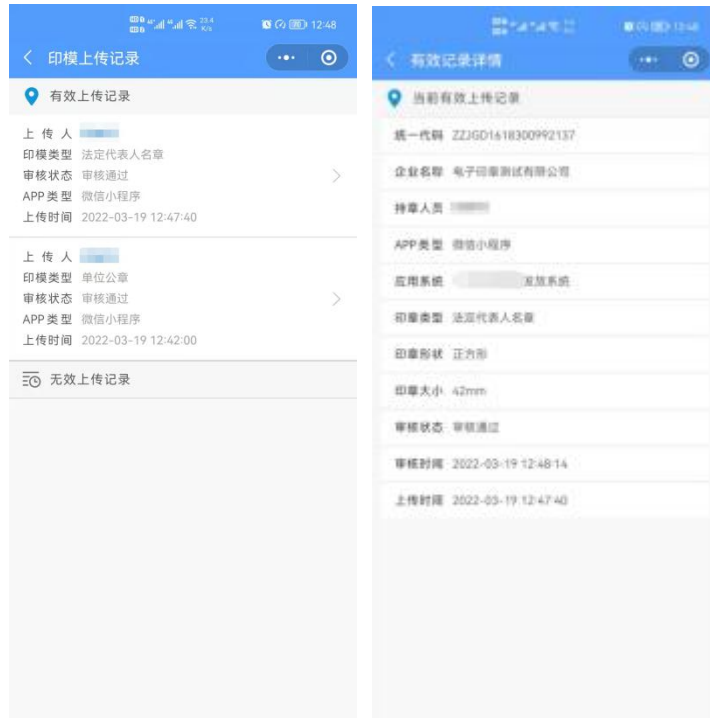 23.4
K/s
12:48
印模上传记录
有效上传记录
上传人
印模类型 法定代表人名章
审核状态 审核通过
APP类型 微信小程序
上传时间 2022-03-19 12:47:40
上传人
印模类型 单位公章
审核状态 审核通过
APP类型 微信小程序
上传时间 2022-03-19 12:42:00
无效上传记录
12:48
有效记录详情
当前有效上传记录
统一代码 ZZJGD1618300992137
企业名称 电子印章测试有限公司
持章人员
APP类型 微信小程序
应用系统 发放系统
印章类型 法定代表人名章
印章形状 正方形
印章大小 42mm
审核状态 审核通过
审核时间 2022-03-19 12:48:14
上传时间 2022-03-19 12:47:40